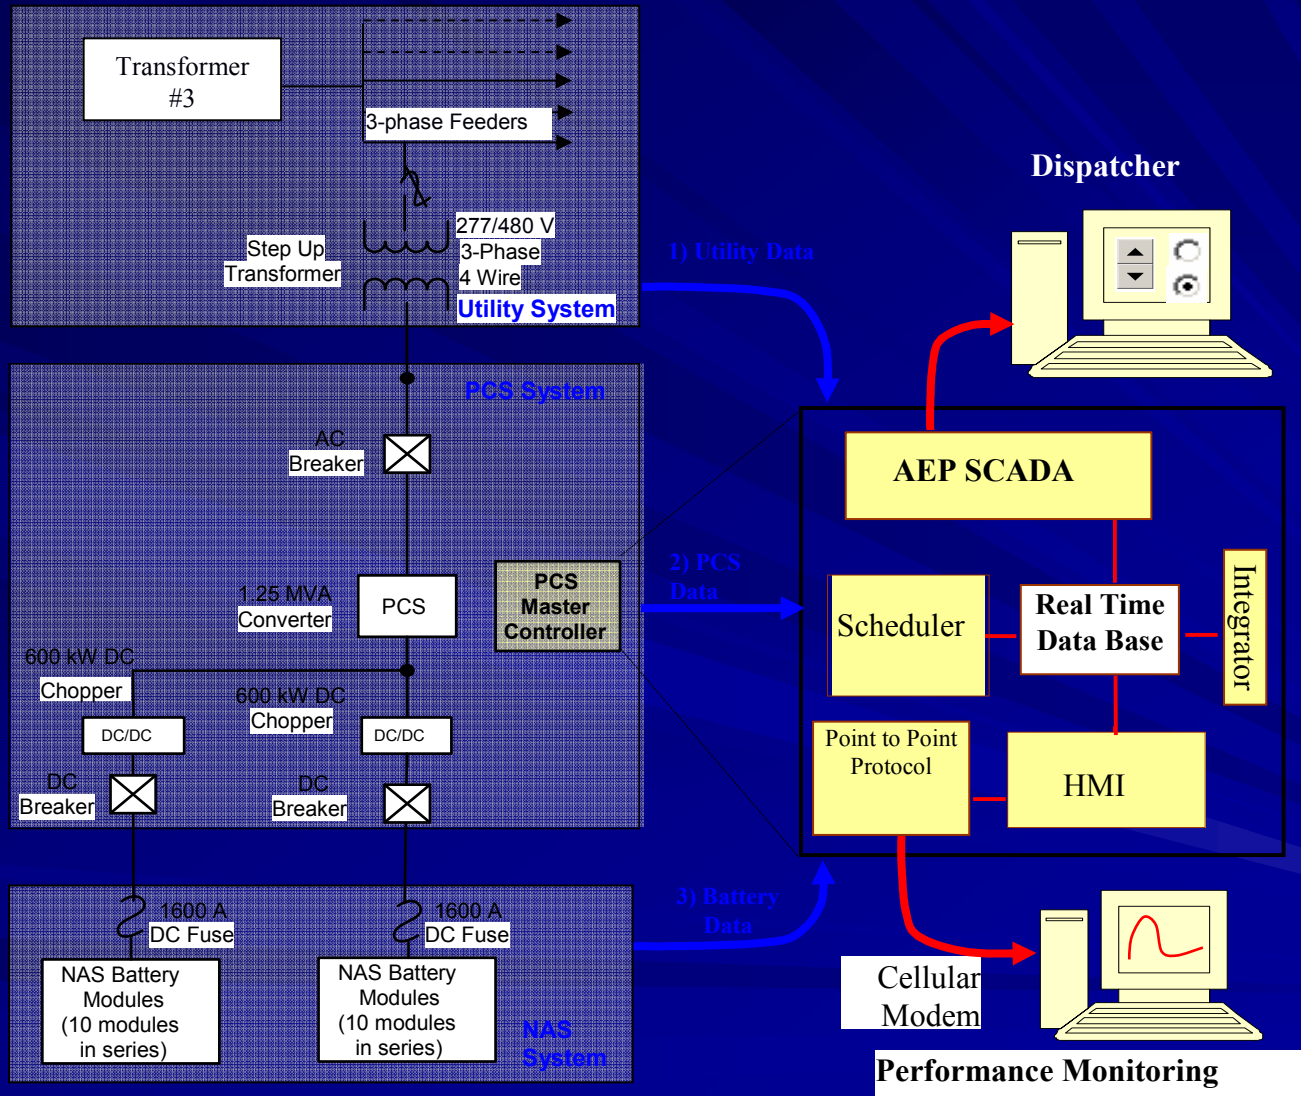 Transformer
#3
3-phase Feeders
Step Up
Transformer
277/480 V
3-Phase
4 Wire
Utility System
PCS System
AC
Breaker
1.25 MVA
Converter
PCS
PCS
Master
Controller
600 kW DC
Chopper
600 kW DC
Chopper
DC/DC
DC/DC
DC
Breaker
DC
Breaker
1600 A
DC Fuse
1600 A
DC Fuse
NAS Battery
Modules
(10 modules
in series)
NAS Battery
Modules
(10 modules
in series)
NAS
System
1) Utility Data
2) PCS
Data
3) Battery
Data
Dispatcher
AEP SCADA
Scheduler
Real Time
Data Base
Integrator
Point to Point
Protocol
HMI
Cellular
Modem
Performance Monitoring